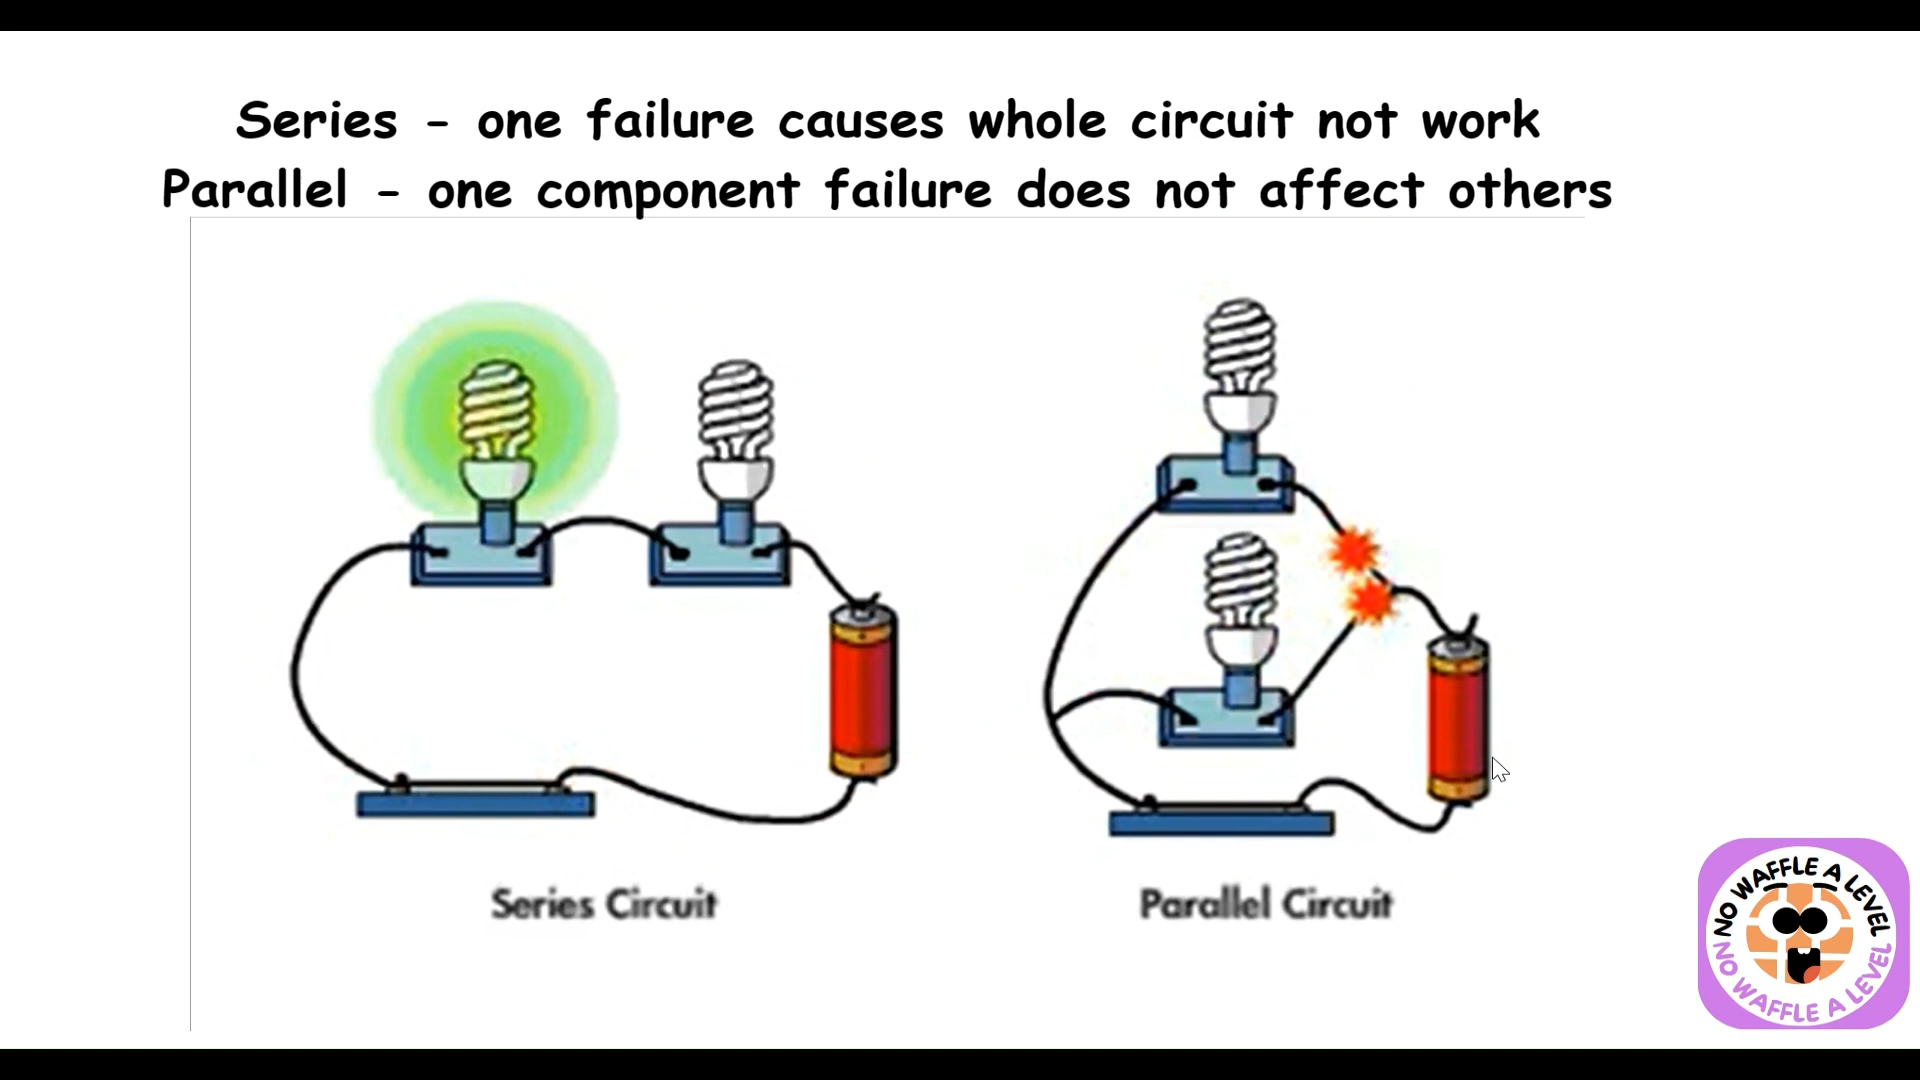 Series - one failure causes whole circuit not work
Parallel - one component failure does not affect others
Series Circuit
Parallel Circuit
NO WAFFLE A LEVEL
NO WAFFLE A LEVEL